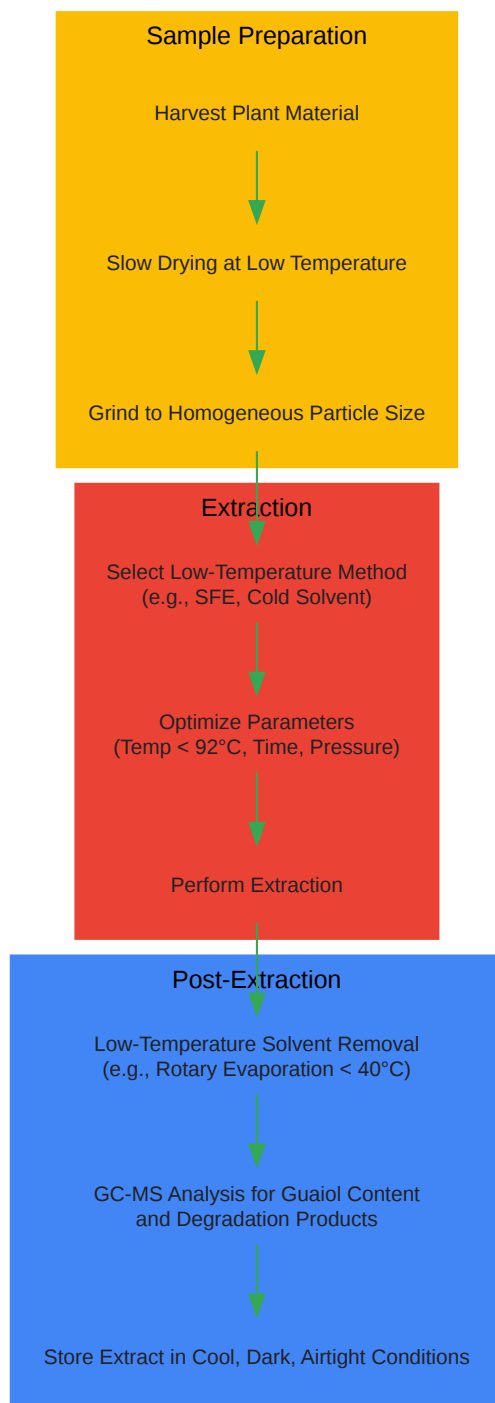 Sample Preparation
Harvest Plant Material
Slow Drying at Low Temperature
Grind to Homogeneous Particle Size
Extraction
Select Low-Temperature Method
(e.g., SFE, Cold Solvent)
Optimize Parameters
(Temp < 92°C, Time, Pressure)
Perform Extraction
Post-Extraction
Low-Temperature Solvent Removal
(e.g., Rotary Evaporation < 40°C)
GC-MS Analysis for Guaiol Content
and Degradation Products
Store Extract in Cool, Dark, Airtight Conditions